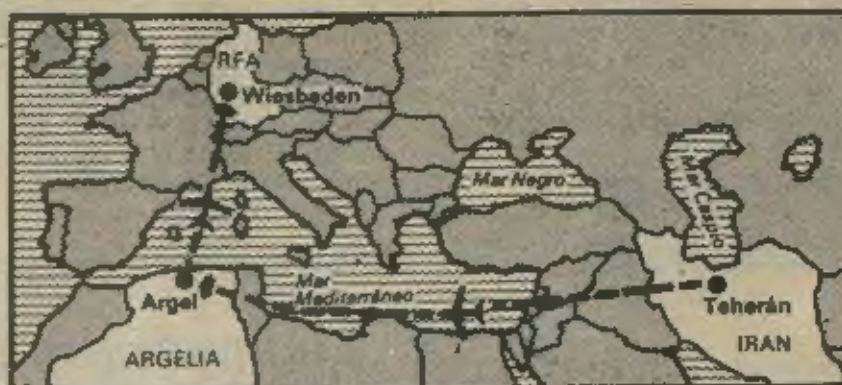 RFA
Wiesbaden
Mar Negro
Mar Caspio
Mar
Mediterráneo
Argel
Teherán
ARGELIA
IRAN